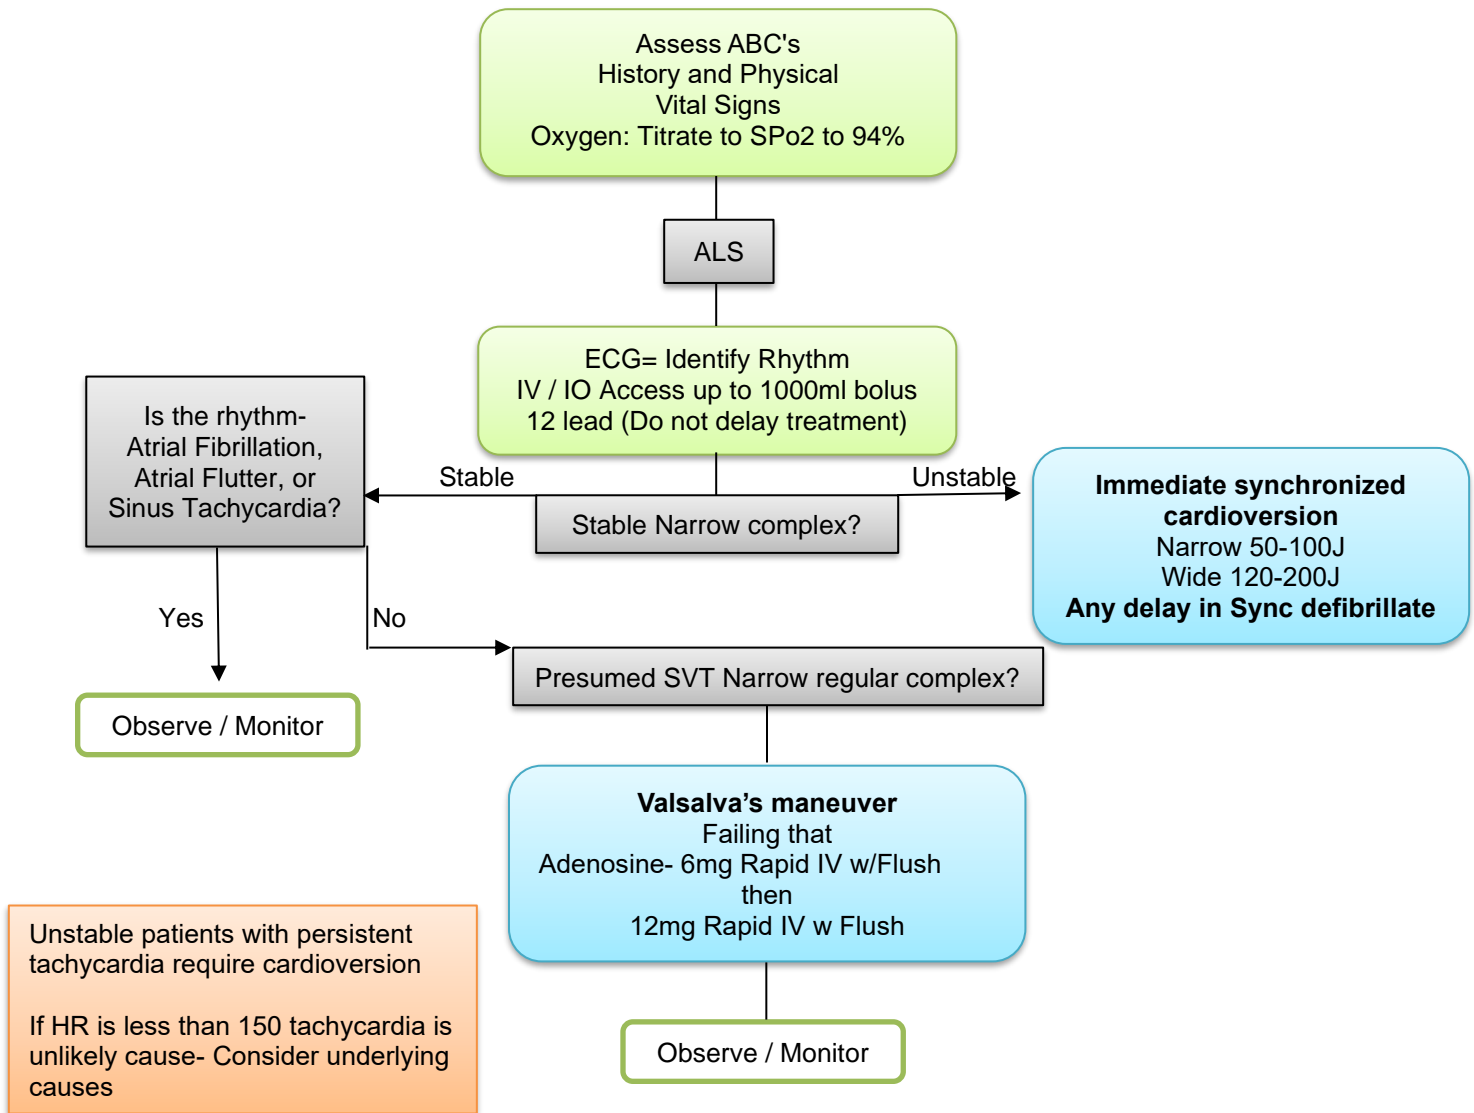 Assess ABC's
History and Physical
Vital Signs
Oxygen: Titrate to SPo2 to 94%
ALS
ECG= Identify Rhythm
IV / IO Access up to 1000ml bolus
12 lead (Do not delay treatment)
Is the rhythm-
Atrial Fibrillation,
Atrial Flutter, or
Sinus Tachycardia?
Stable
Unstable
Stable Narrow complex?
Immediate synchronized
cardioversion
Narrow 50-100J
Wide 120-200J
Any delay in Sync defibrillate
Yes
No
Observe / Monitor
Presumed SVT Narrow regular complex?
Valsalva’s maneuver
Failing that
Adenosine- 6mg Rapid IV w/Flush
then
12mg Rapid IV w Flush
Unstable patients with persistent
tachycardia require cardioversion
If HR is less than 150 tachycardia is
unlikely cause- Consider underlying
causes
Observe / Monitor